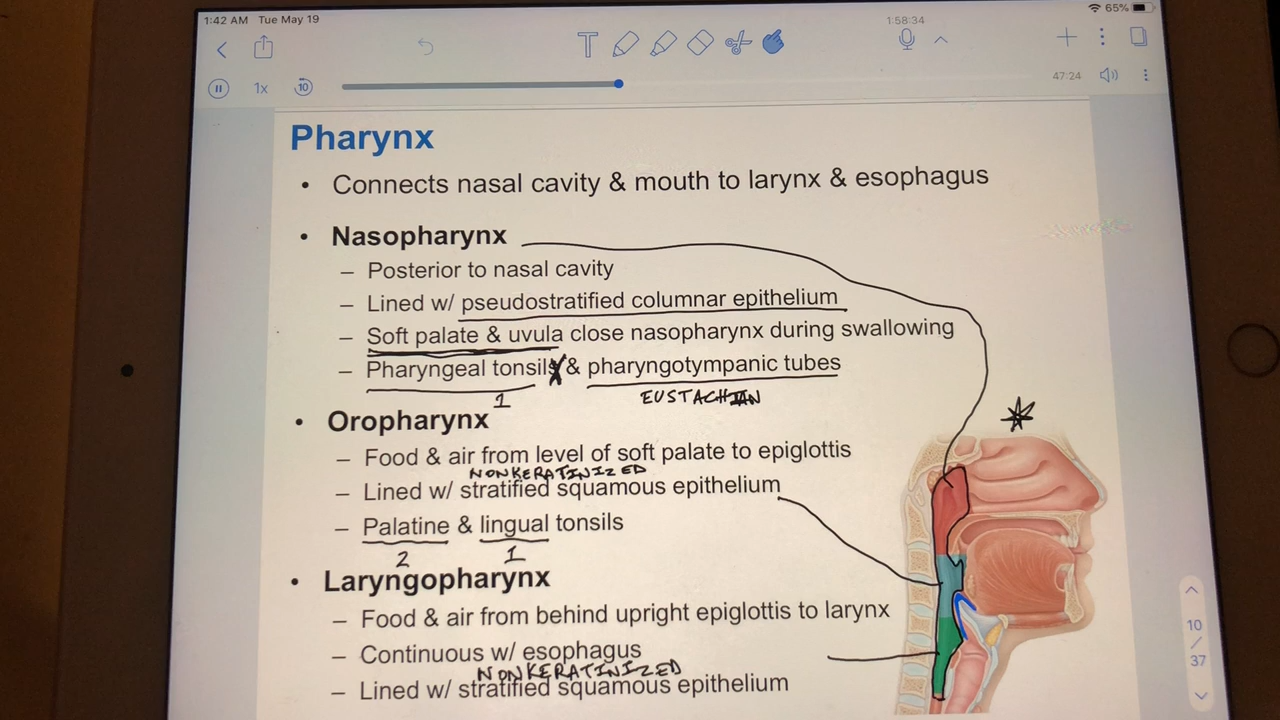 1:42 AM Tue May 19
65%
1:58:34
T
1x
10
47:24
Pharynx
• Connects nasal cavity & mouth to larynx & esophagus
• Nasopharynx
– Posterior to nasal cavity
– Lined w/ pseudostratified columnar epithelium
– Soft palate & uvula close nasopharynx during swallowing
– Pharyngeal tonsils & pharyngotympanic tubes
1 EUSTACHIAN
• Oropharynx
– Food & air from level of soft palate to epiglottis
NONKERATINIZED
– Lined w/ stratified squamous epithelium
– Palatine & lingual tonsils
2 1
• Laryngopharynx
– Food & air from behind upright epiglottis to larynx
– Continuous w/ esophagus
NONKERATINIZED
– Lined w/ stratified squamous epithelium
10
/
37